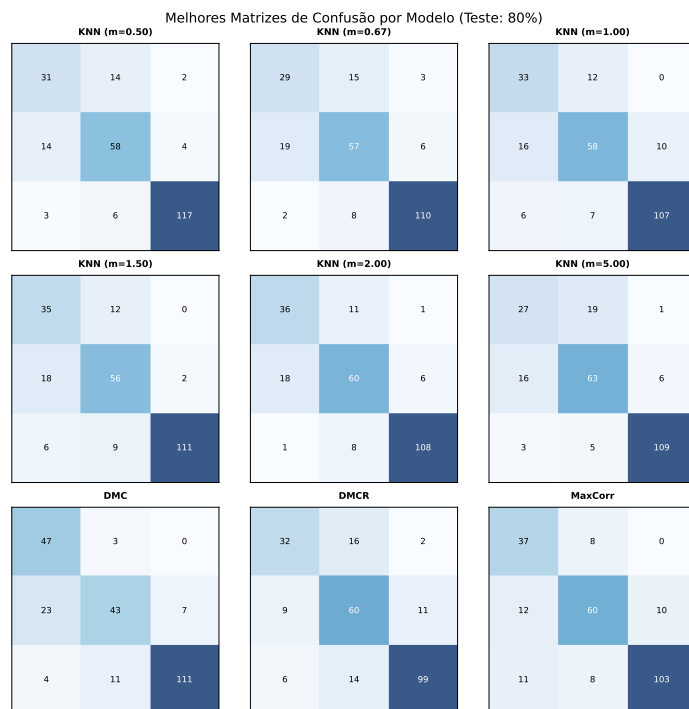 Melhores Matrizes de Confusão por Modelo (Teste: 80%)
KNN (m=0.50) KNN (m=0.67) KNN (m=1.00)
31 14 2 29 15 3 33 12 0
14 58 4 19 57 6 16 58 10
3 6 117 2 8 110 6 7 107
KNN (m=1.50) KNN (m=2.00) KNN (m=5.00)
35 12 0 36 11 1 27 19 1
18 56 2 18 60 6 16 63 6
6 9 111 1 8 108 3 5 109
DMC DMCR MaxCorr
47 3 0 32 16 2 37 8 0
23 43 7 9 60 11 12 60 10
4 11 111 6 14 99 11 8 103